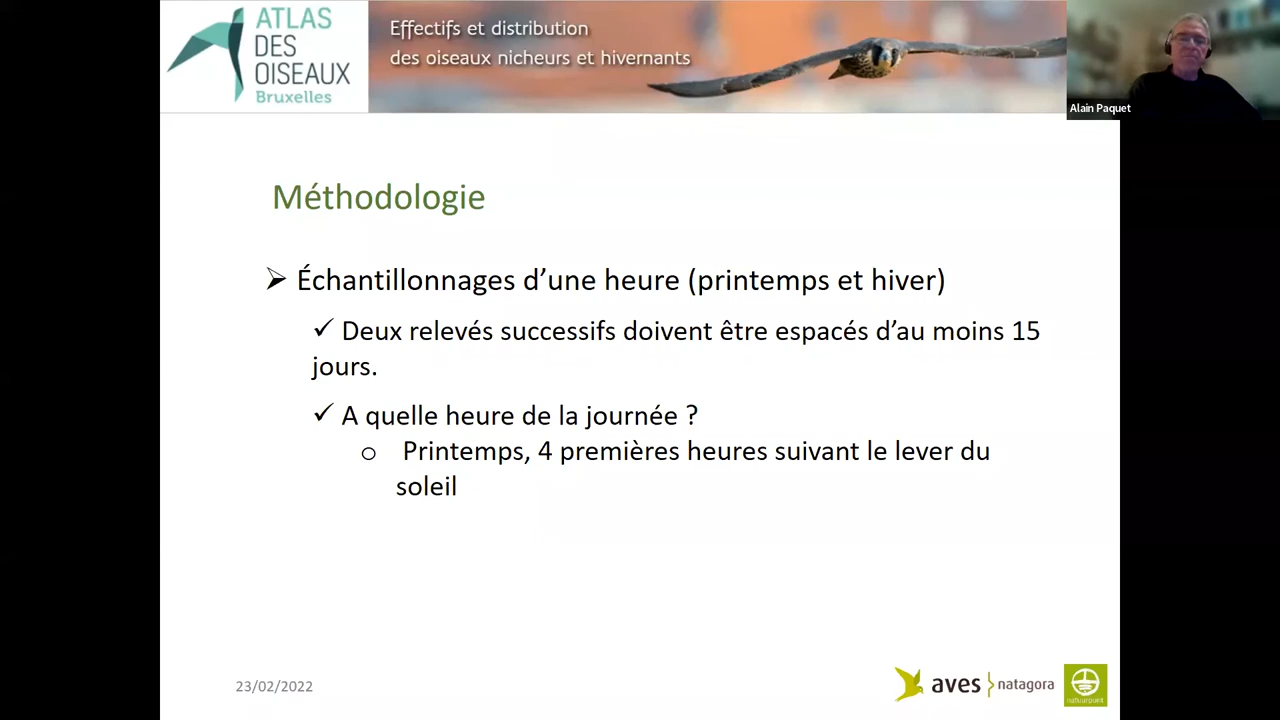 ATLAS
DES
OISEAUX
Bruxelles
Effectifs et distribution
des oiseaux nicheurs et hivernants
Alain Paquet
Méthodologie
Échantillonnages d’une heure (printemps et hiver)
Deux relevés successifs doivent être espacés d’au moins 15
jours.
A quelle heure de la journée ?
o Printemps, 4 premières heures suivant le lever du
soleil
23/02/2022
aves natagora
natuurpunt